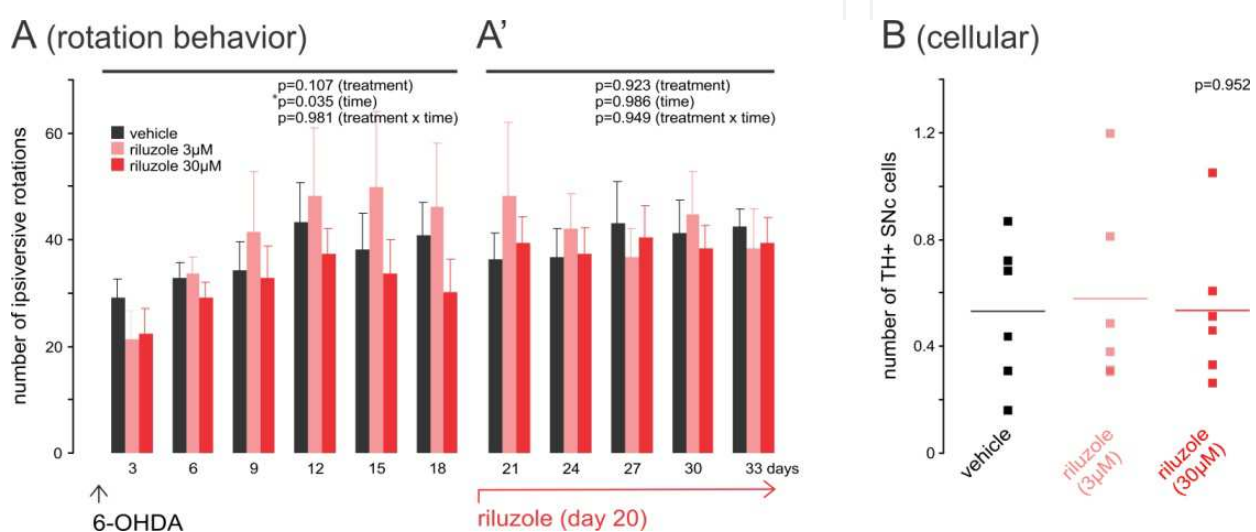 A (rotation behavior)
A'
B (cellular)
p=0.107 (treatment)
*p=0.035 (time)
p=0.981 (treatment x time)
p=0.923 (treatment)
p=0.986 (time)
p=0.949 (treatment x time)
p=0.952
vehicle
riluzole 3µM
riluzole 30µM
number of ipsiversive rotations
60
40
20
0
3 6 9 12 15 18 21 24 27 30 33 days
6-OHDA
riluzole (day 20)
number of TH+ SNc cells
1.2
0.8
0.4
0
vehicle
riluzole
(3µM)
riluzole
(30µM)